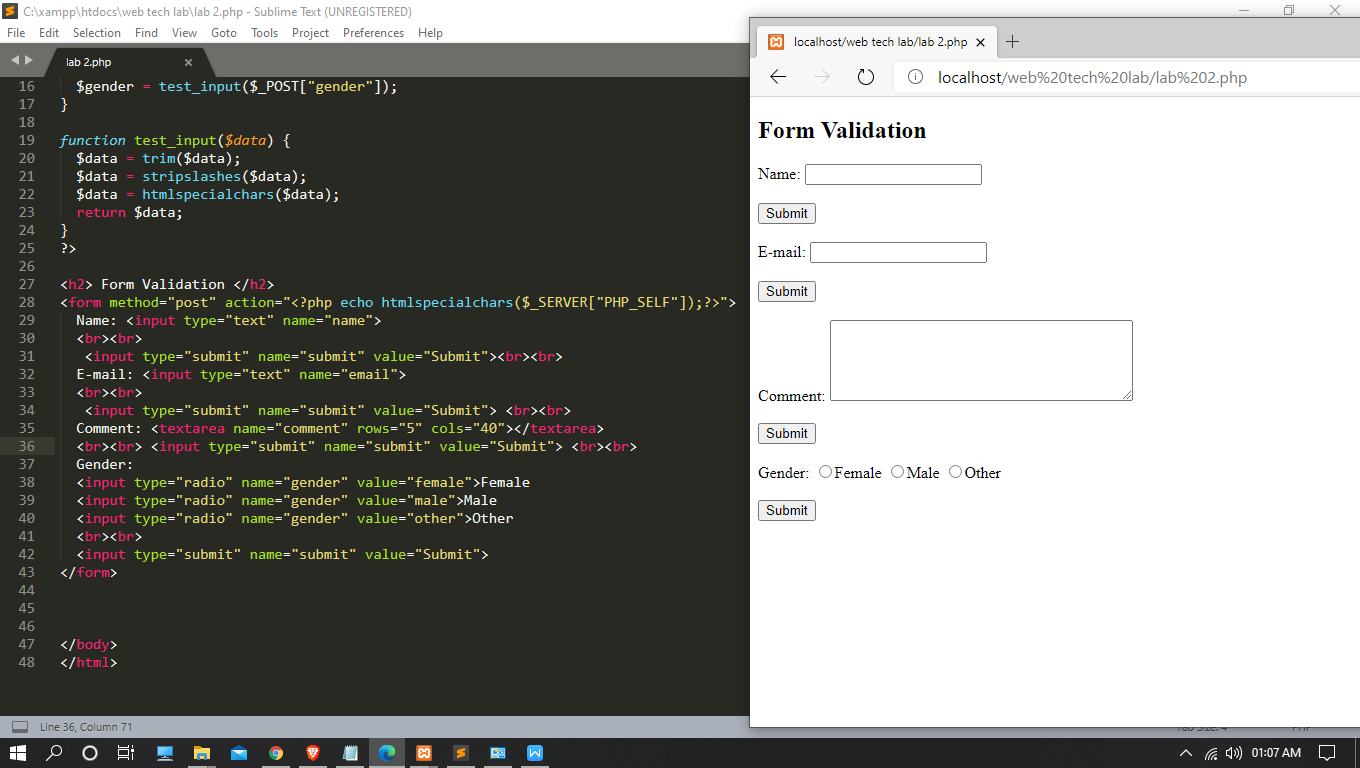 C:\xampp\htdocs\web tech lab\lab 2.php - Sublime Text (UNREGISTERED)
File Edit Selection Find View Goto Tools Project Preferences Help
lab 2.php
16   $gender = test_input($_POST["gender"]);
17 }
18
19 function test_input($data) {
20   $data = trim($data);
21   $data = stripslashes($data);
22   $data = htmlspecialchars($data);
23   return $data;
24 }
25 ?>
26
27 <h2> Form Validation </h2>
28 <form method="post" action="<?php echo htmlspecialchars($_SERVER["PHP_SELF"]);?>">
29   Name: <input type="text" name="name">
30   <br><br>
31    <input type="submit" name="submit" value="Submit"><br><br>
32   E-mail: <input type="text" name="email">
33   <br><br>
34    <input type="submit" name="submit" value="Submit"> <br><br>
35   Comment: <textarea name="comment" rows="5" cols="40"></textarea>
36   <br><br> <input type="submit" name="submit" value="Submit"> <br><br>
37   Gender:
38   <input type="radio" name="gender" value="female">Female
39   <input type="radio" name="gender" value="male">Male
40   <input type="radio" name="gender" value="other">Other
41   <br><br>
42   <input type="submit" name="submit" value="Submit">
43 </form>
44
45
46
47 </body>
48 </html>
Line 36, Column 71
Tab Size: 4 PHP
localhost/web tech lab/lab 2.php
localhost/web%20tech%20lab/lab%202.php
Form Validation
Name:
Submit
E-mail:
Submit
Comment:
Submit
Gender: Female Male Other
Submit
01:07 AM